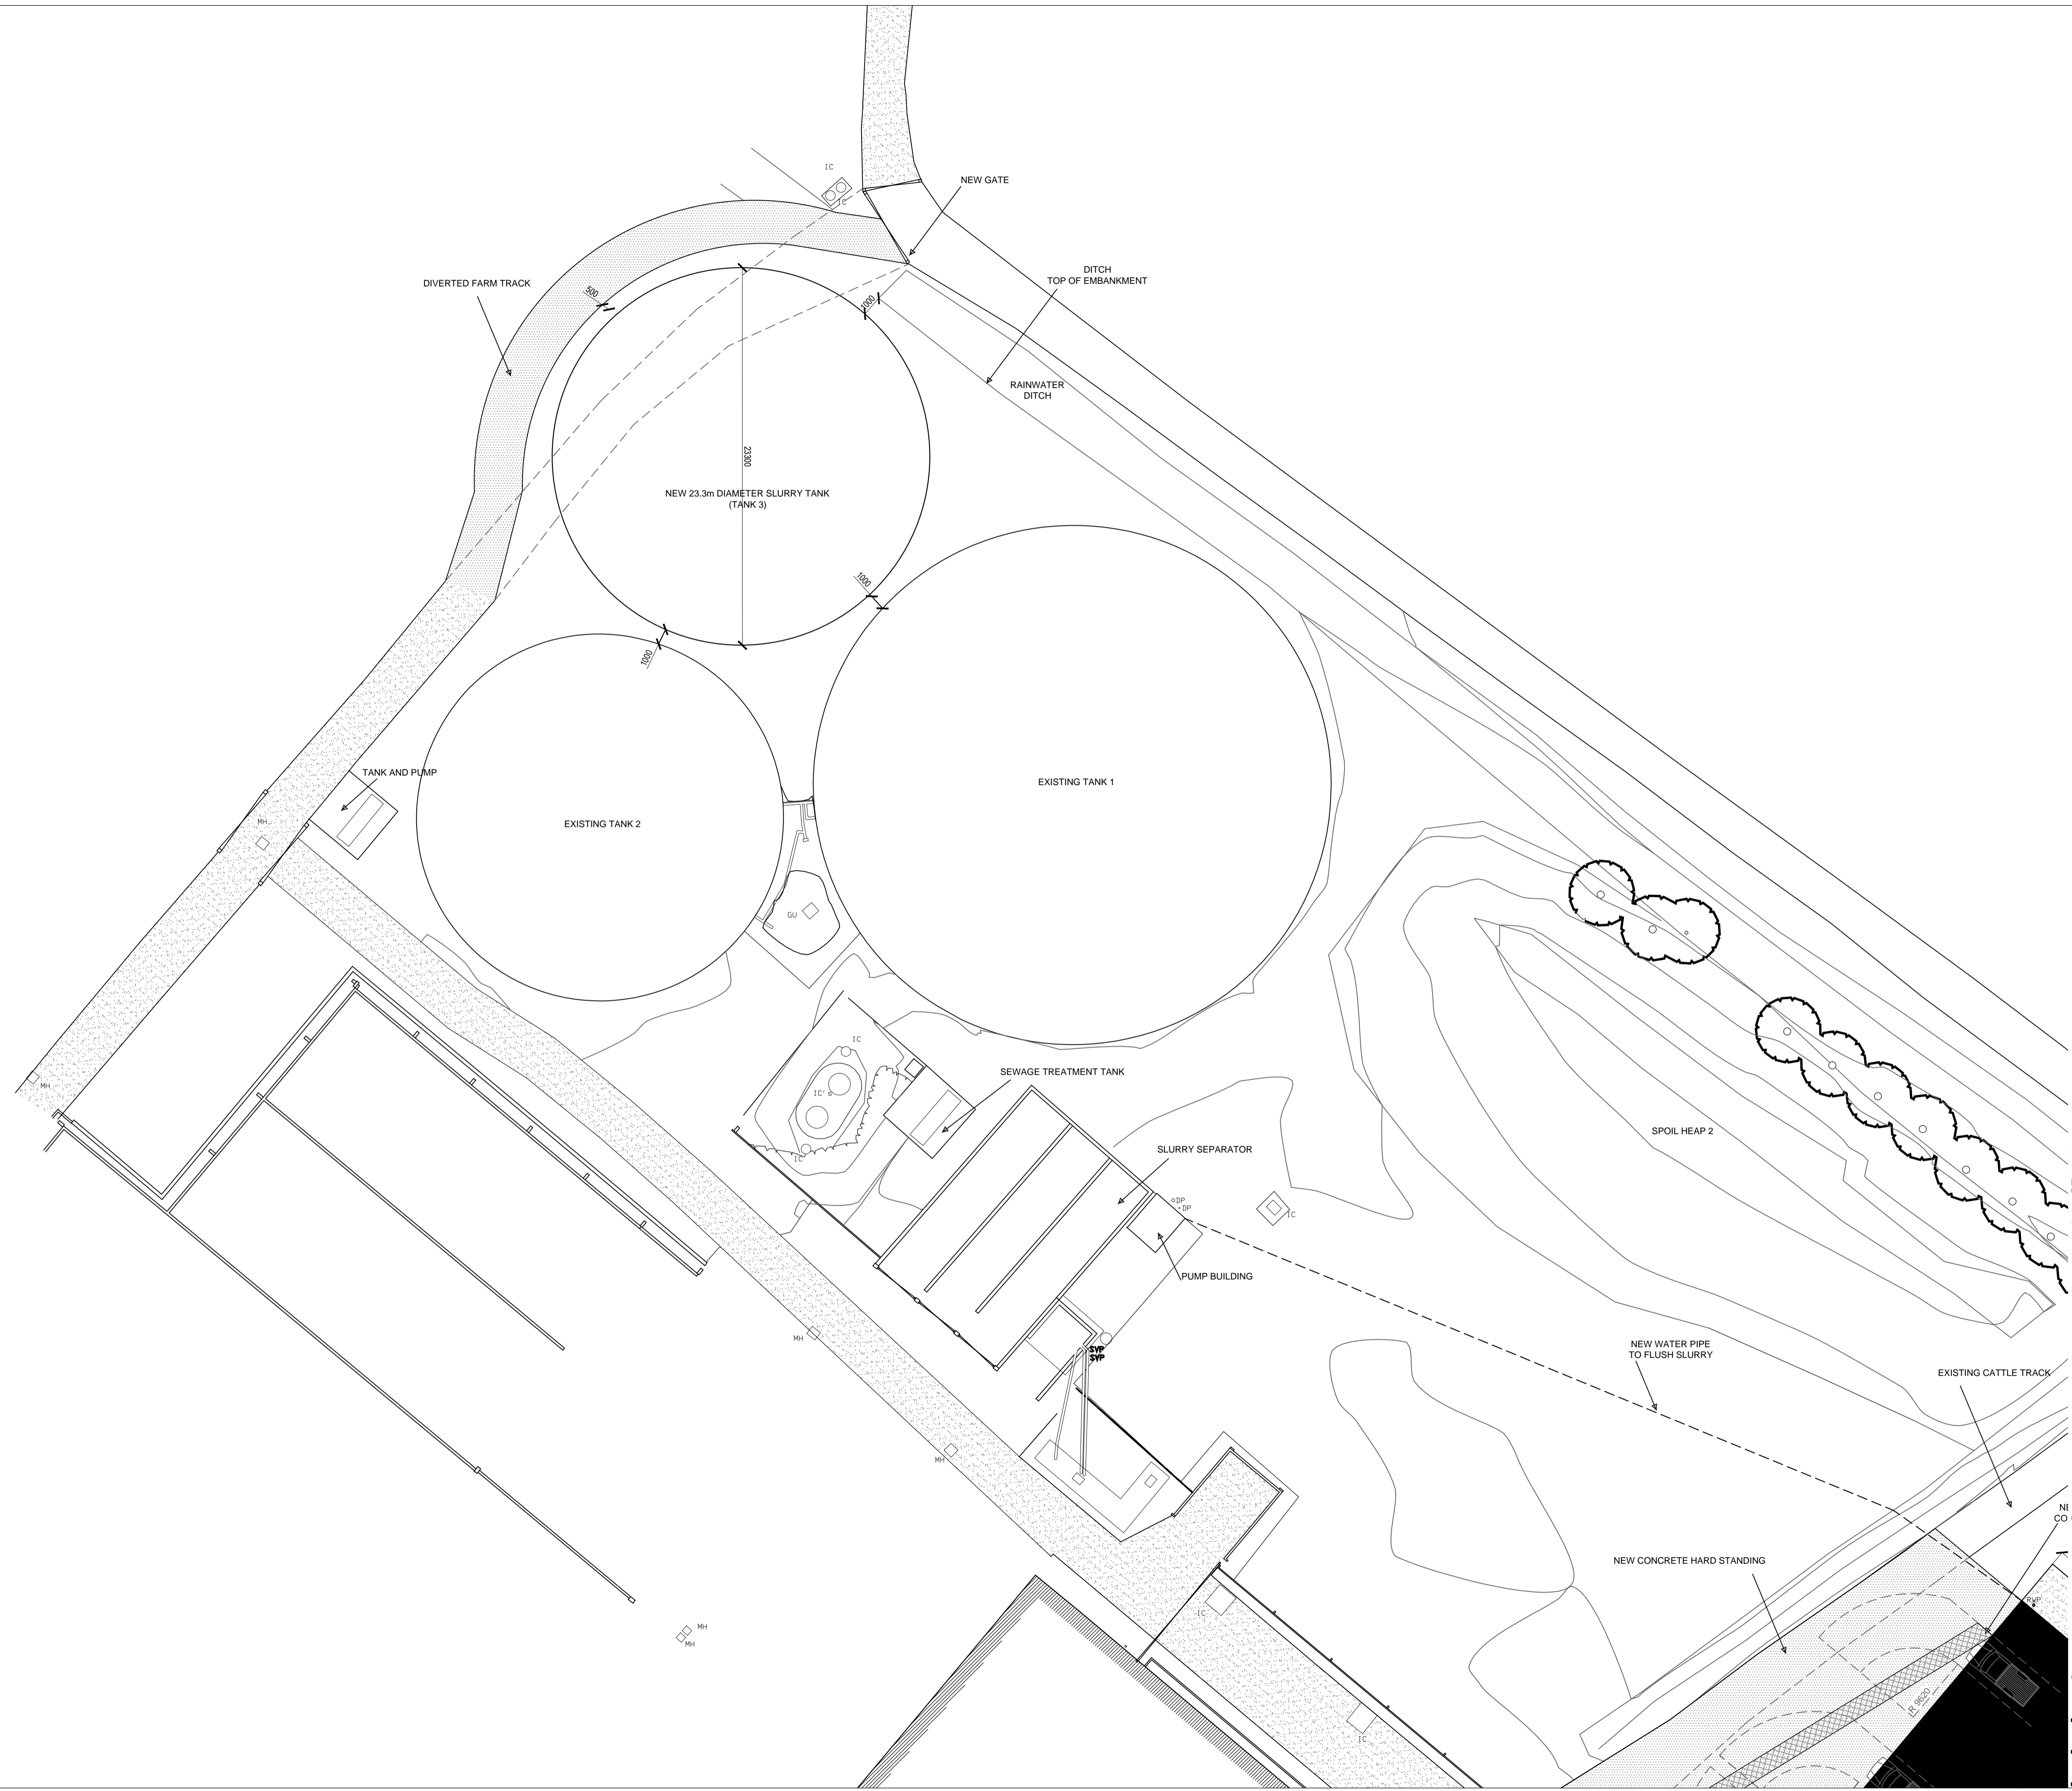 IC
IC
NEW GATE
DITCH
TOP OF EMBANKMENT
DIVERTED FARM TRACK
500
1000
RAINWATER
DITCH
23300
NEW 23.3m DIAMETER SLURRY TANK
(TANK 3)
1000
1000
TANK AND PUMP
EXISTING TANK 1
MH
EXISTING TANK 2
GU
IC
SEWAGE TREATMENT TANK
MH
IC's
SPOIL HEAP 2
SLURRY SEPARATOR
IC
DP
DP
IC
PUMP BUILDING
MH
SVP
SVP
NEW WATER PIPE
TO FLUSH SLURRY
EXISTING CATTLE TRACK
MH
NE
CO
NEW CONCRETE HARD STANDING
RWP
IC
MH
MH
R 9620
IC